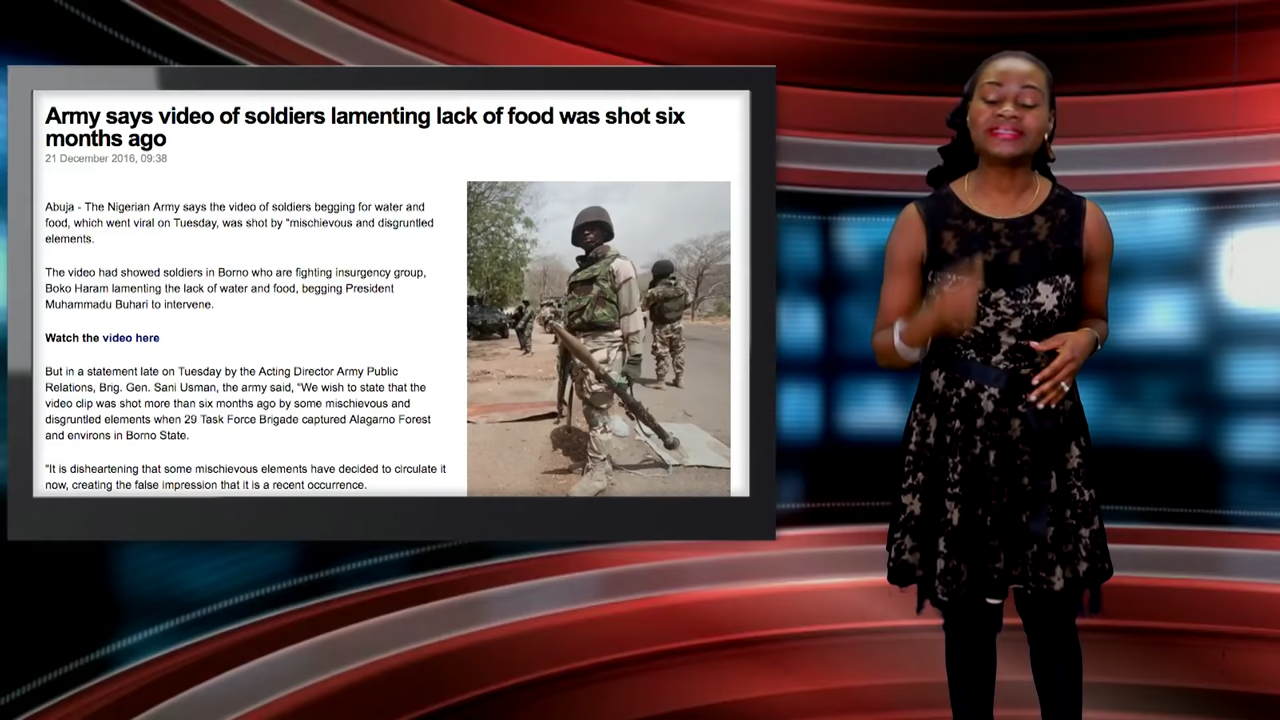 Army says video of soldiers lamenting lack of food was shot six
months ago
21 December 2016, 09:38
Abuja - The Nigerian Army says the video of soldiers begging for water and
food, which went viral on Tuesday, was shot by "mischievous and disgruntled
elements.
The video had showed soldiers in Borno who are fighting insurgency group,
Boko Haram lamenting the lack of water and food, begging President
Muhammadu Buhari to intervene.
Watch the video here
But in a statement late on Tuesday by the Acting Director Army Public
Relations, Brig. Gen. Sani Usman, the army said, "We wish to state that the
video clip was shot more than six months ago by some mischievous and
disgruntled elements when 29 Task Force Brigade captured Alagarno Forest
and environs in Borno State.
"It is disheartening that some mischievous elements have decided to circulate it
now, creating the false impression that it is a recent occurrence.